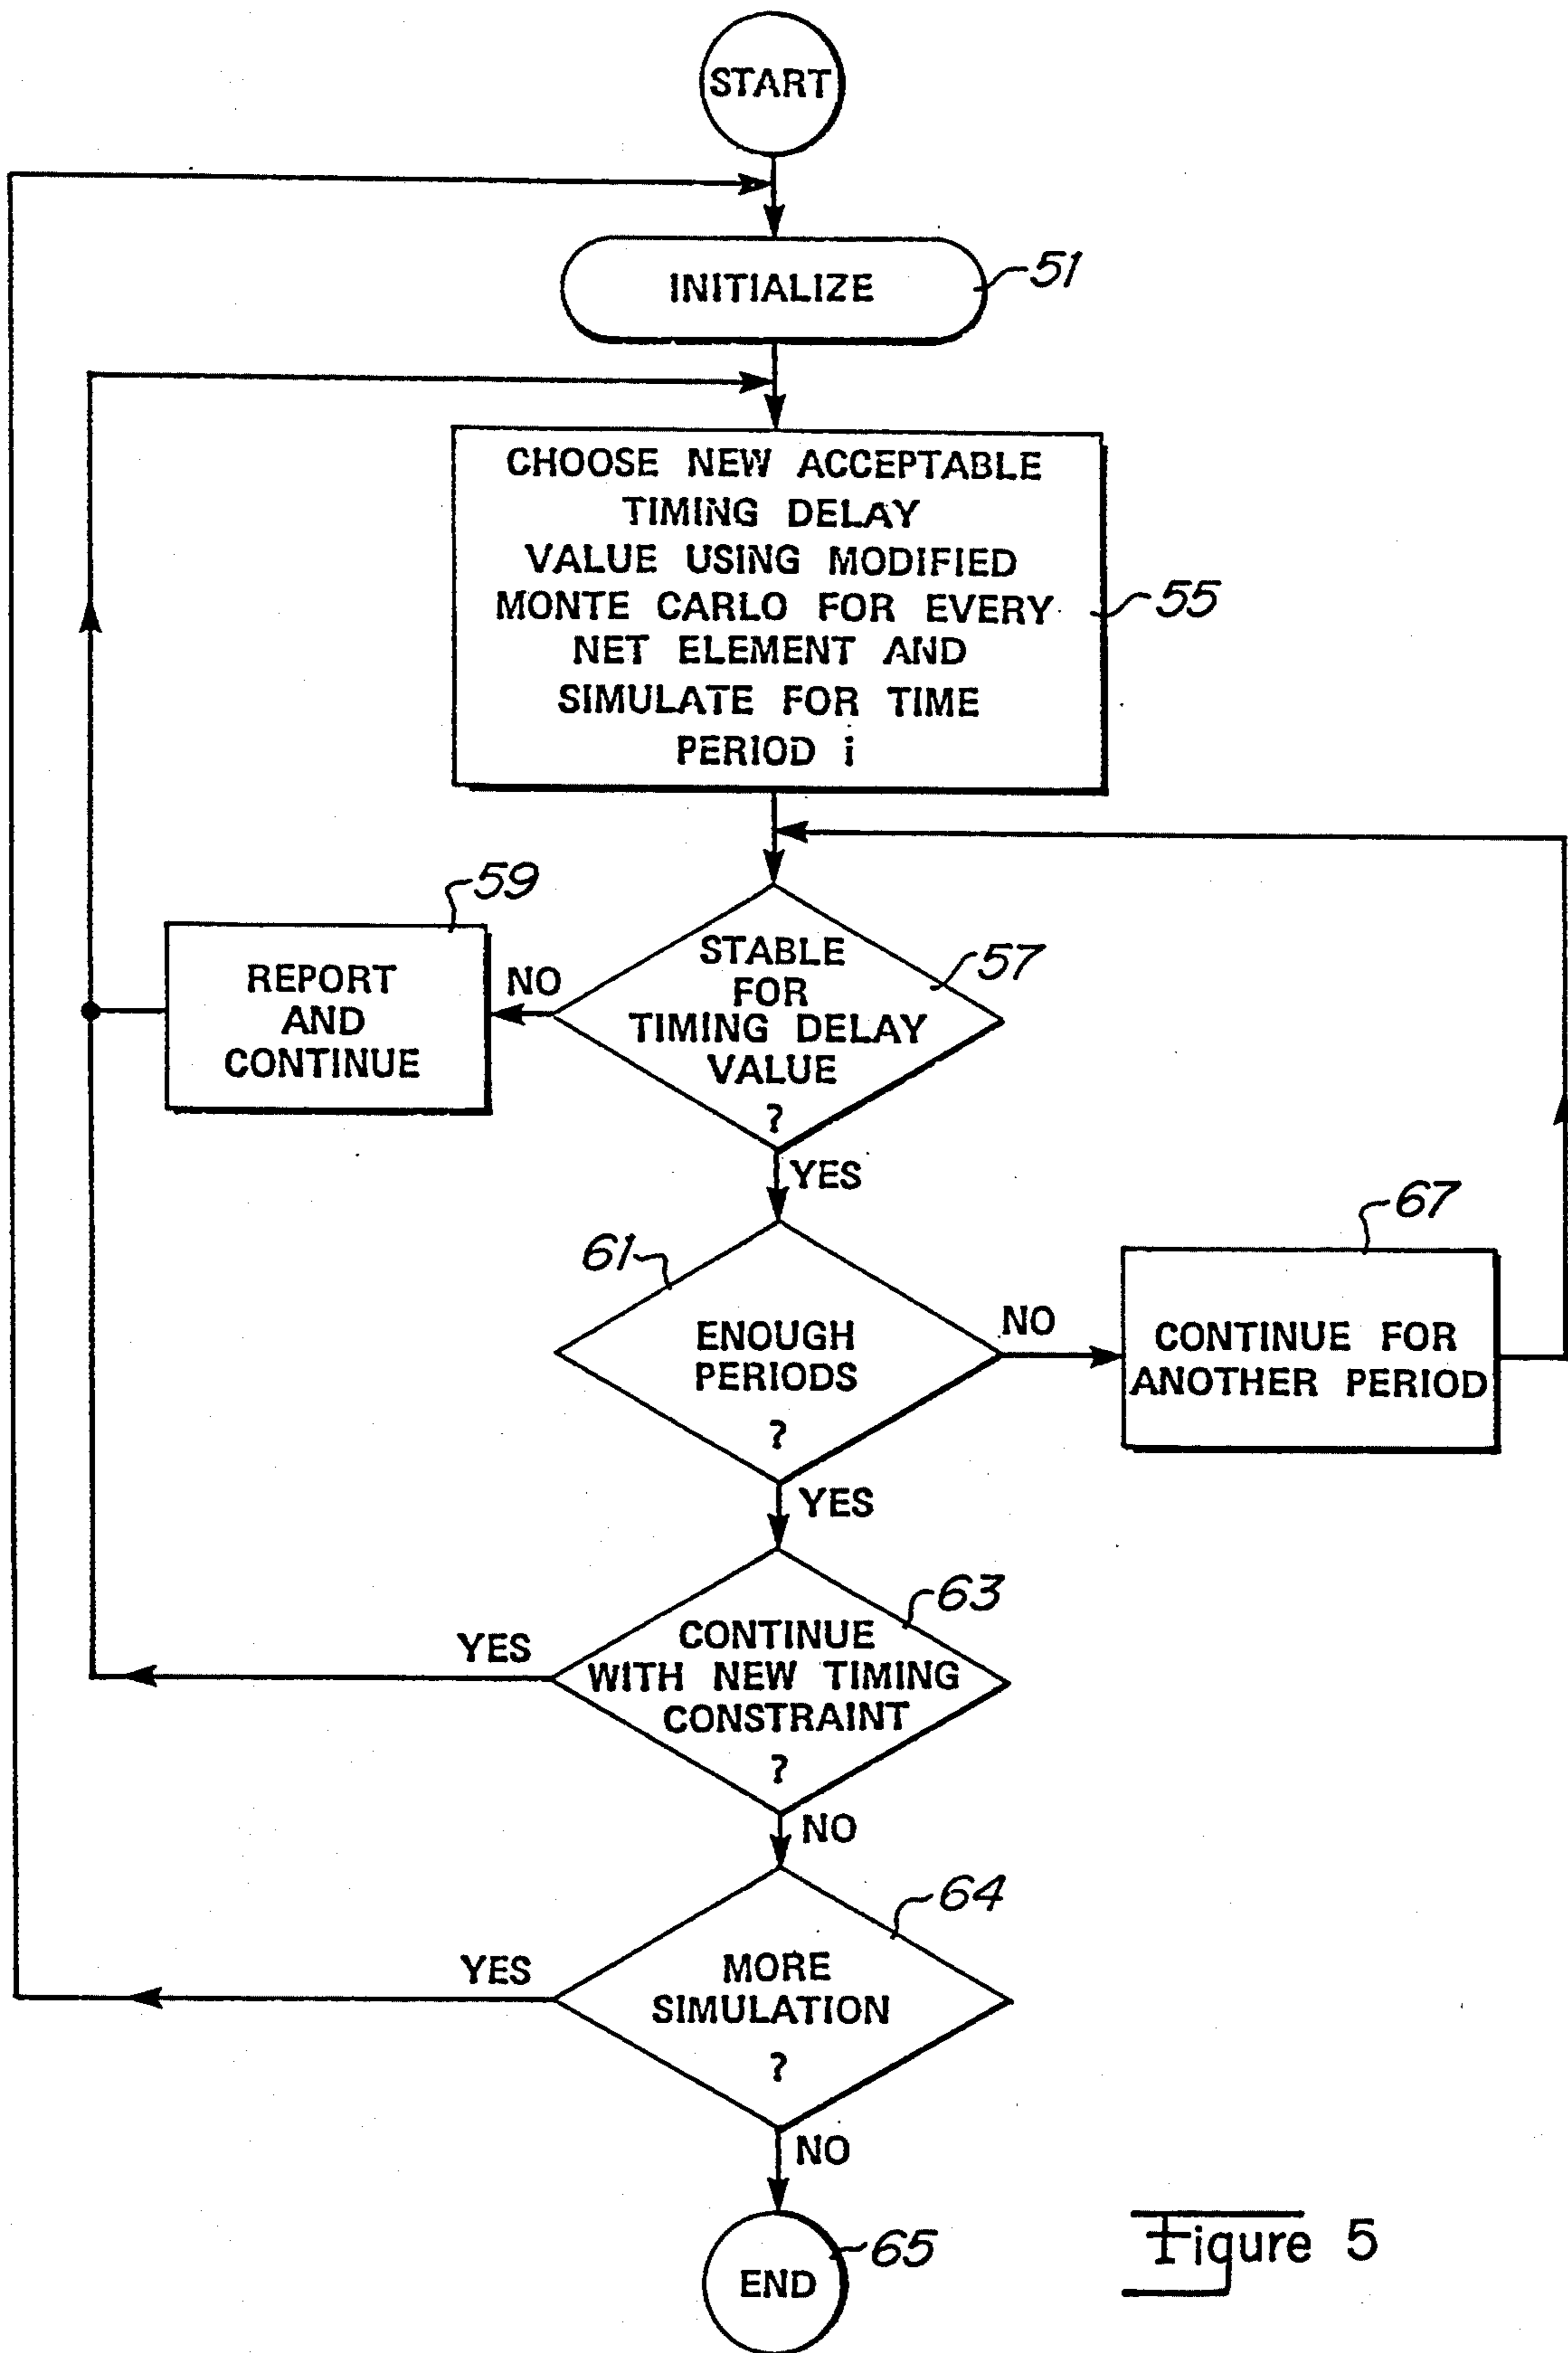 START
INITIALIZE
51
CHOOSE NEW ACCEPTABLE
TIMING DELAY
VALUE USING MODIFIED
MONTE CARLO FOR EVERY
NET ELEMENT AND
SIMULATE FOR TIME
PERIOD i
55
59
REPORT
AND
CONTINUE
NO
STABLE
FOR
TIMING DELAY
VALUE
?
57
YES
61
ENOUGH
PERIODS
?
NO
67
CONTINUE FOR
ANOTHER PERIOD
YES
63
YES
CONTINUE
WITH NEW TIMING
CONSTRAINT
?
NO
64
YES
MORE
SIMULATION
?
NO
END
65
Figure 5